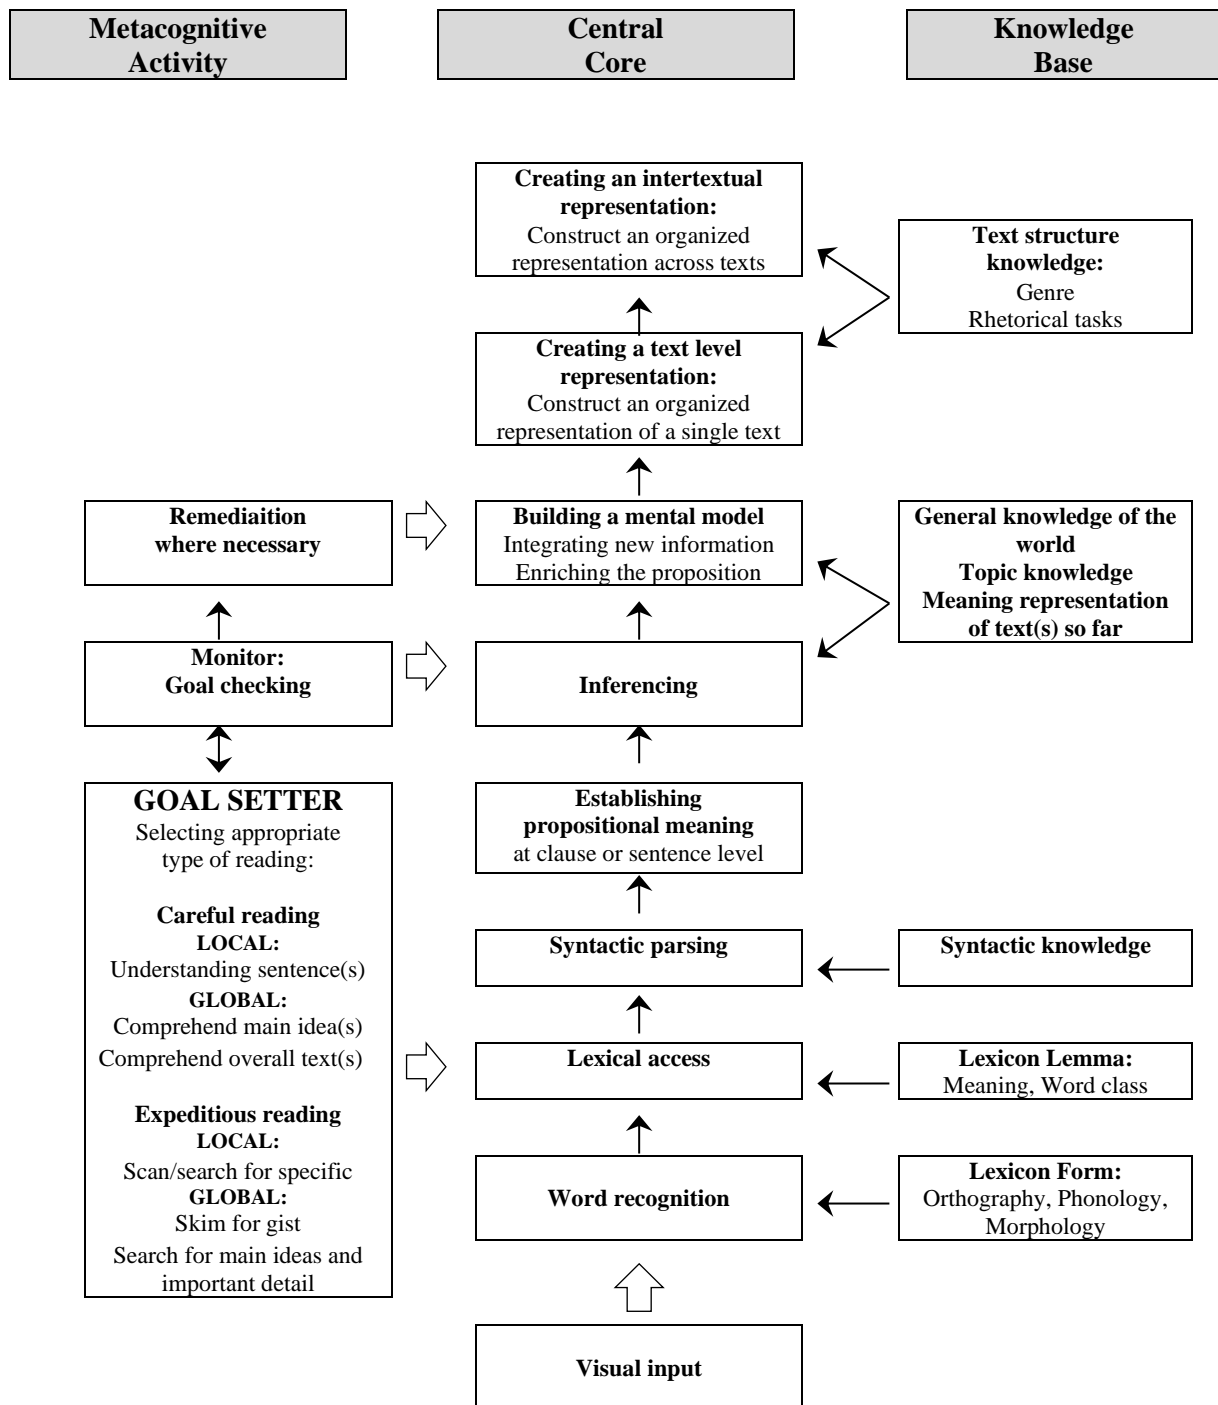 Metacognitive
Activity
Central
Core
Knowledge
Base
Creating an intertextual
representation:
Construct an organized
representation across texts
Text structure
knowledge:
Genre
Rhetorical tasks
Creating a text level
representation:
Construct an organized
representation of a single text
Remediaition
where necessary
Building a mental model
Integrating new information
Enriching the proposition
General knowledge of the
world
Topic knowledge
Meaning representation
of text(s) so far
Monitor:
Goal checking
Inferencing
GOAL SETTER
Selecting appropriate
type of reading:
Careful reading
LOCAL:
Understanding sentence(s)
GLOBAL:
Comprehend main idea(s)
Comprehend overall text(s)
Expeditious reading
LOCAL:
Scan/search for specific
GLOBAL:
Skim for gist
Search for main ideas and
important detail
Establishing
propositional meaning
at clause or sentence level
Syntactic parsing
Syntactic knowledge
Lexical access
Lexicon Lemma:
Meaning, Word class
Word recognition
Lexicon Form:
Orthography, Phonology,
Morphology
Visual input